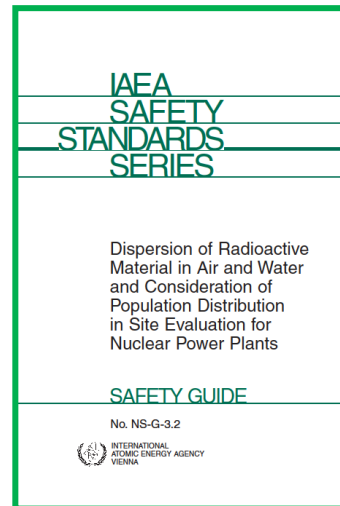 IAEA
SAFETY
STANDARDS
SERIES
Dispersion of Radioactive
Material in Air and Water
and Consideration of
Population Distribution
in Site Evaluation for
Nuclear Power Plants
SAFETY GUIDE
No. NS-G-3.2
INTERNATIONAL
ATOMIC ENERGY AGENCY
VIENNA